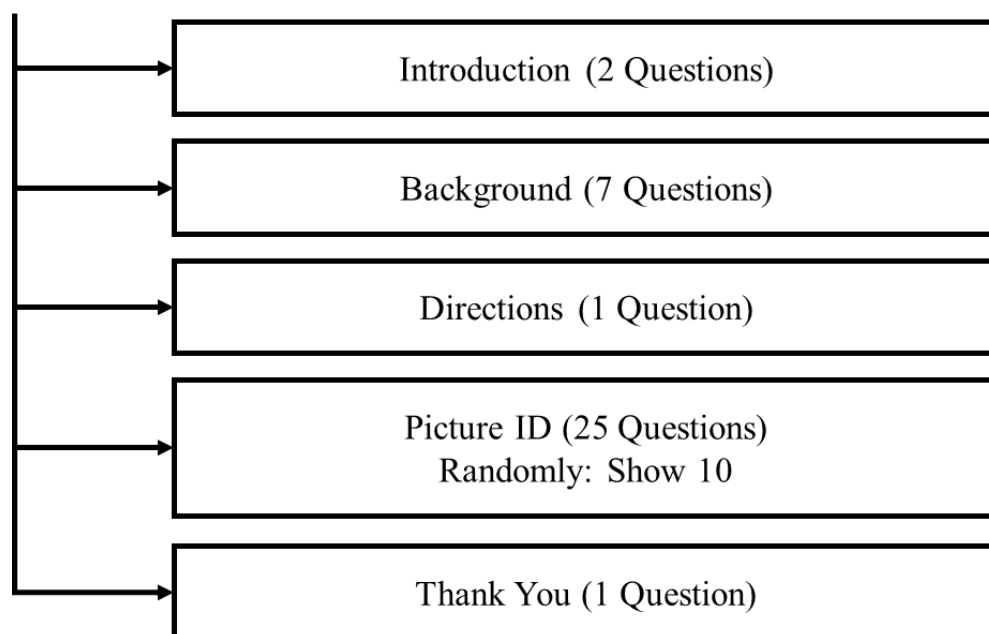 Introduction (2 Questions)
Background (7 Questions)
Directions (1 Question)
Picture ID (25 Questions)
Randomly: Show 10
Thank You (1 Question)